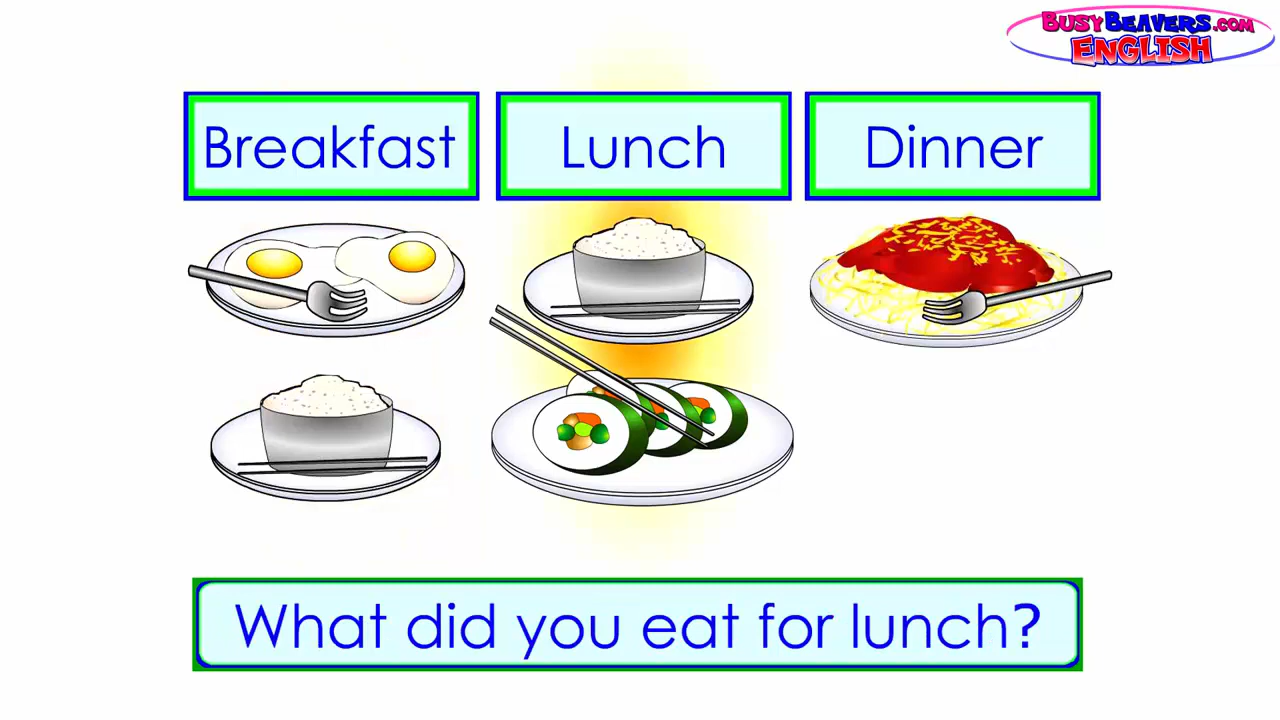 BUSYBEAVERS.COM
ENGLISH
Breakfast Lunch Dinner
What did you eat for lunch?